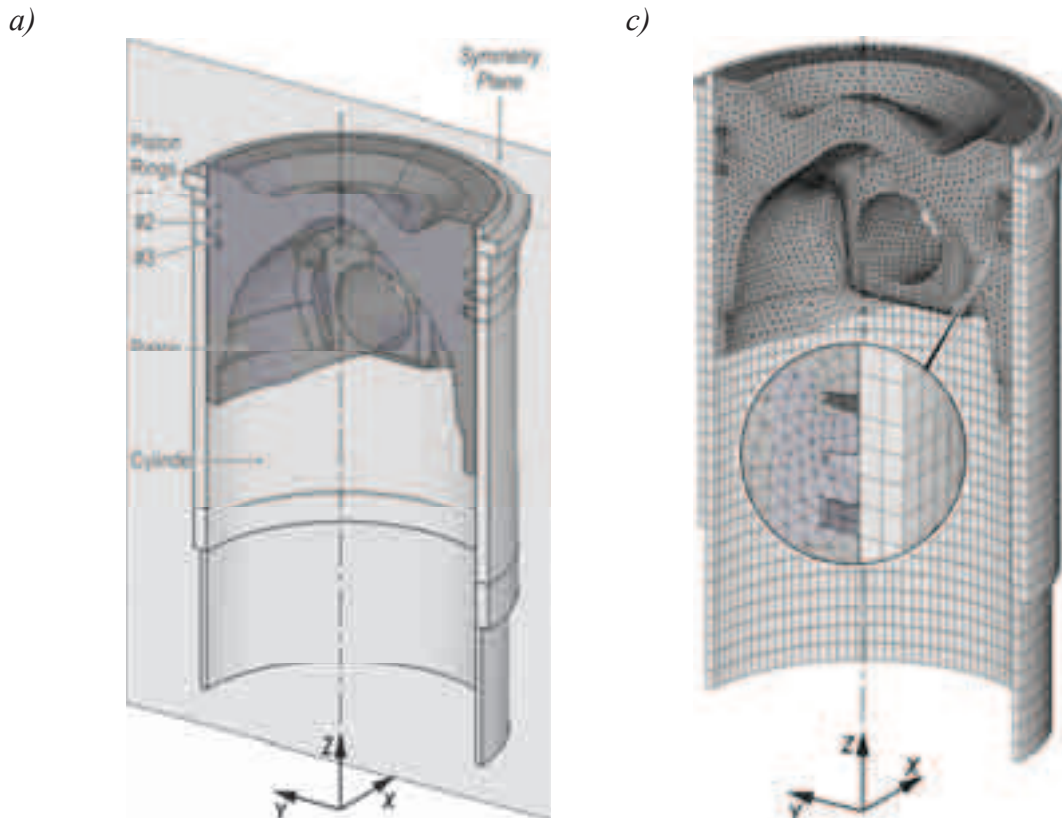 a)
c)
Symmetry
Plane
Piston
Rings
#2
#3
Cylinder
Z
Y
X
Z
Y
X